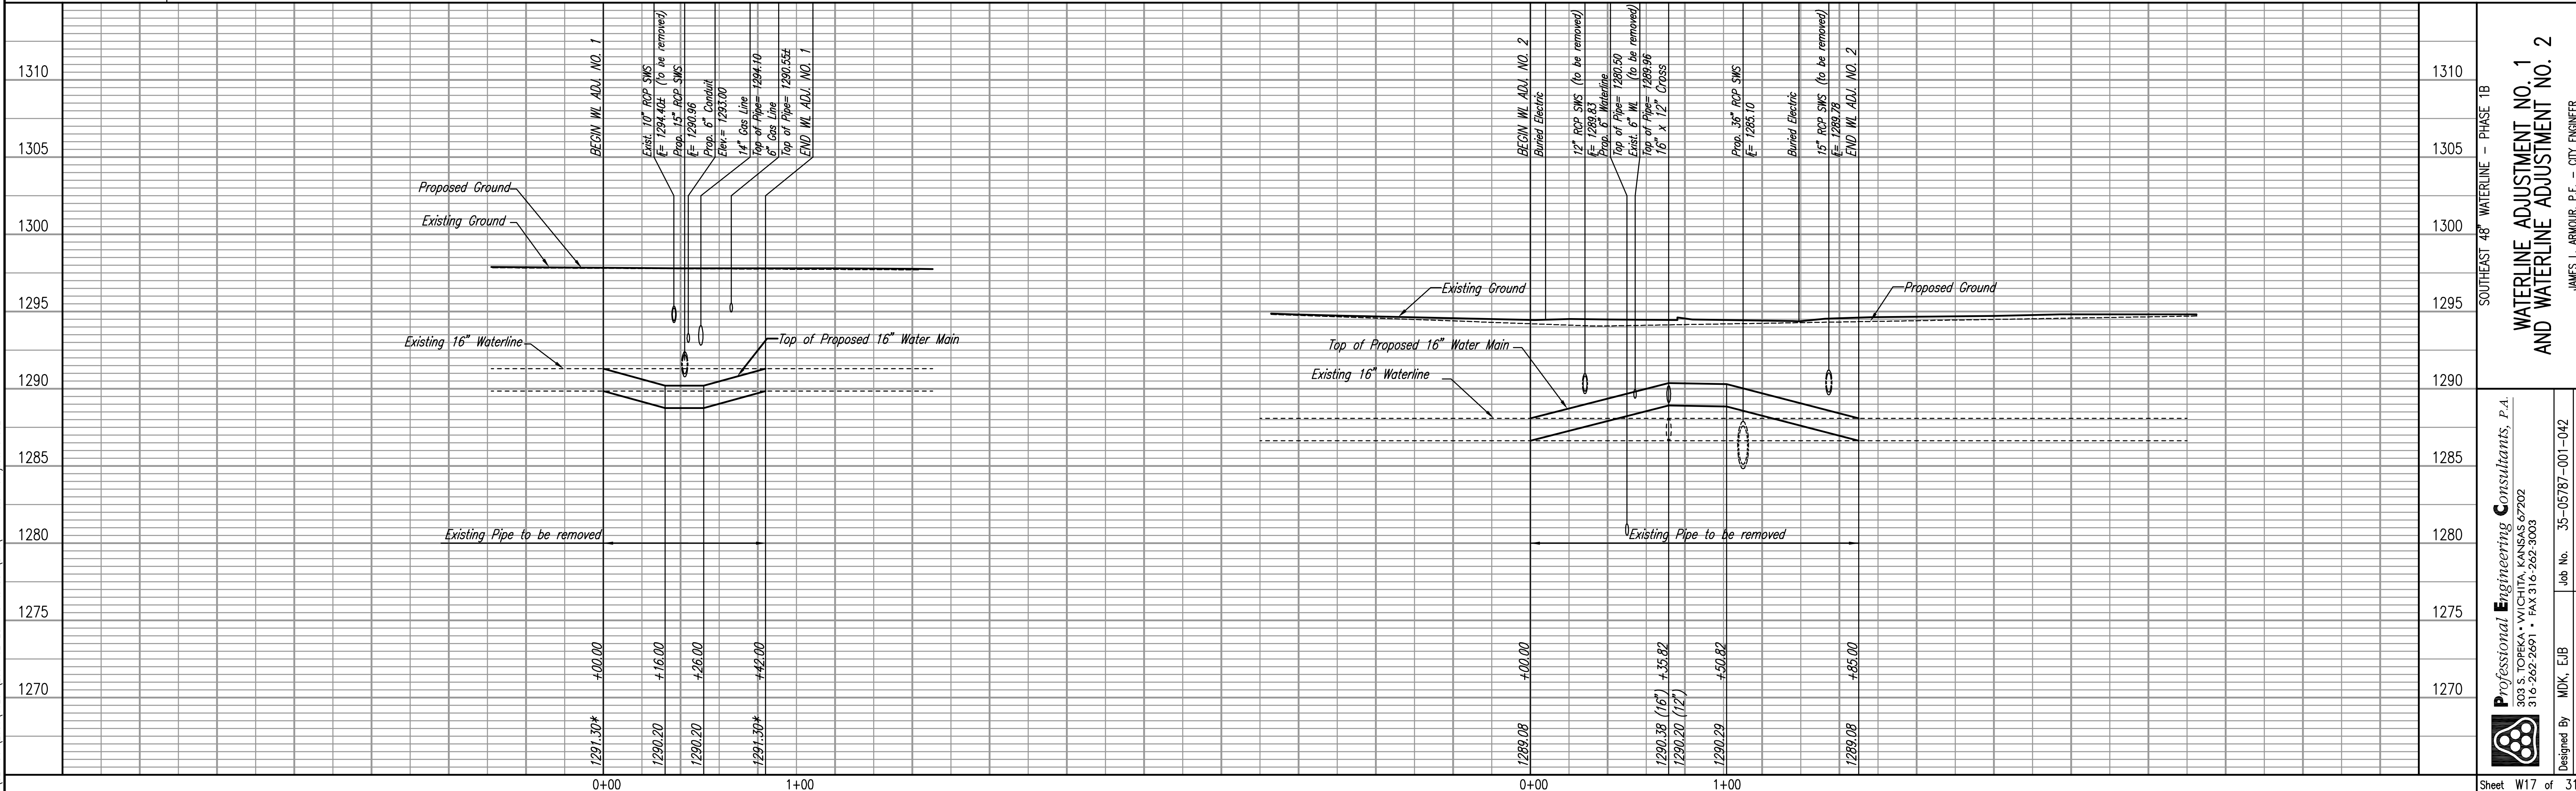 1310
1305
1300
1295
1290
1285
1280
1275
1270
BEGIN WL ADJ. NO. 1
Exist. 10" RCP SWS
℄= 1294.40± (to be removed)
Prop. 15" RCP SWS
℄= 1290.96
Prop. 6" Conduit
Elev.= 1293.00
14" Gas Line
Top of Pipe= 1294.10
6" Gas Line
Top of Pipe= 1290.55±
END WL ADJ. NO. 1
Proposed Ground
Existing Ground
Existing 16" Waterline
Top of Proposed 16" Water Main
Existing Pipe to be removed
+00.00
+16.00
+26.00
+42.00
1291.30*
1290.20
1290.20
1291.30*
0+00
1+00
BEGIN WL ADJ. NO. 2
Buried Electric
12" RCP SWS (to be removed)
℄= 1289.83
Prop. 6" Waterline
Top of Pipe= 1280.50
Exist. 6" WL (to be removed)
Top of Pipe= 1289.96
16" x 12" Cross
Prop. 36" RCP SWS
℄= 1285.10
Buried Electric
15" RCP SWS (to be removed)
℄= 1289.78
END WL ADJ. NO. 2
Existing Ground
Proposed Ground
Top of Proposed 16" Water Main
Existing 16" Waterline
Existing Pipe to be removed
+00.00
+35.82
+50.82
+85.00
1289.08
1290.38 (16")
1290.20 (12")
1290.29
1289.08
0+00
1+00
1310
1305
1300
1295
1290
1285
1280
1275
1270
SOUTHEAST 48" WATERLINE - PHASE 1B
WATERLINE ADJUSTMENT NO. 1
AND WATERLINE ADJUSTMENT NO. 2
JAMES L. ARMOUR, P.E. - CITY ENGINEER
Professional Engineering Consultants, P.A.
303 S. TOPEKA • WICHITA, KANSAS 67202
316-262-2691 • FAX 316-262-3003
Designed By MDK, EJB
Job No. 35-05787-001-042
Sheet W17 of 31